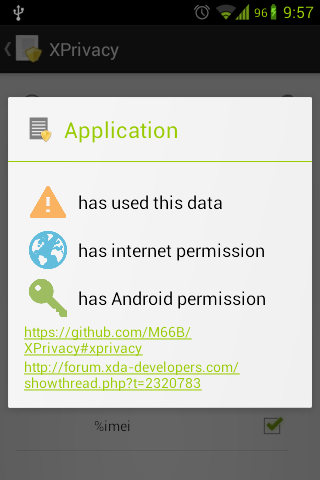 96 9:57
XPrivacy
Application
has used this data
has internet permission
has Android permission
https://github.com/M66B/
XPrivacy#xprivacy
http://forum.xda-developers.com/
showthread.php?t=2320783
%imei